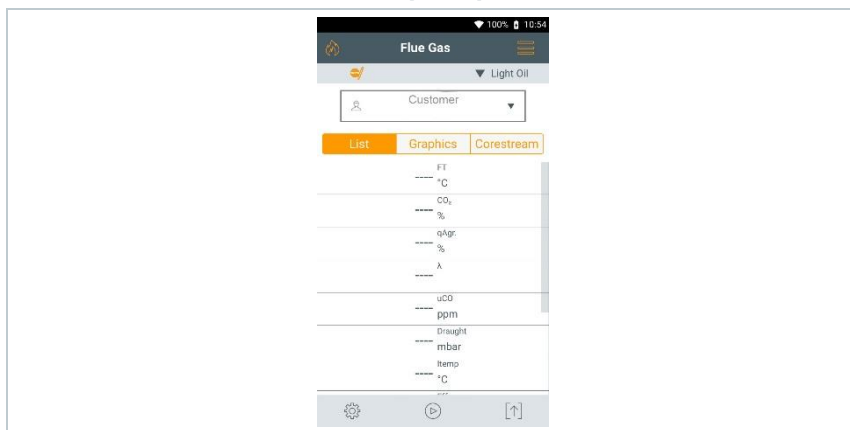 100% 10:54
Flue Gas
Light Oil
Customer
List Graphics Corestream
FT
---- °C
CO₂
---- %
qAgr.
---- %
λ
----
uCO
---- ppm
Draught
---- mbar
Itemp
---- °C